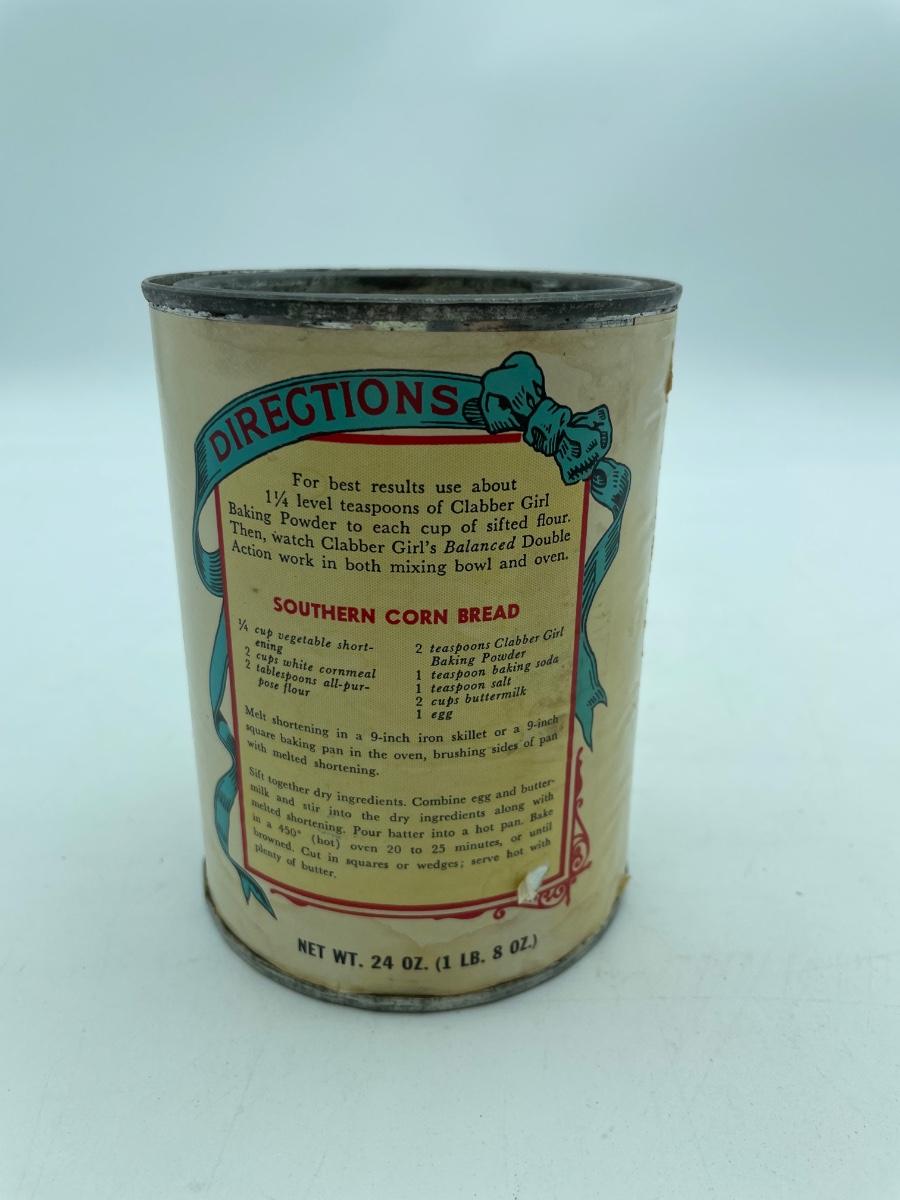 DIRECTIONS
For best results use about
1¼ level teaspoons of Clabber Girl
Baking Powder to each cup of sifted flour.
Then, watch Clabber Girl's Balanced Double
Action work in both mixing bowl and oven.
SOUTHERN CORN BREAD
¼ cup vegetable short-
ening
2 cups white cornmeal
2 tablespoons all-pur-
pose flour
2 teaspoons Clabber Girl
Baking Powder
1 teaspoon baking soda
1 teaspoon salt
2 cups buttermilk
1 egg
Melt shortening in a 9-inch iron skillet or a 9-inch
square baking pan in the oven, brushing sides of pan
with melted shortening.
Sift together dry ingredients. Combine egg and butter-
milk and stir into the dry ingredients along with
melted shortening. Pour batter into a hot pan. Bake
in a 450° (hot) oven 20 to 25 minutes, or until
browned. Cut in squares or wedges; serve hot with
plenty of butter.
NET WT. 24 OZ. (1 LB. 8 OZ.)